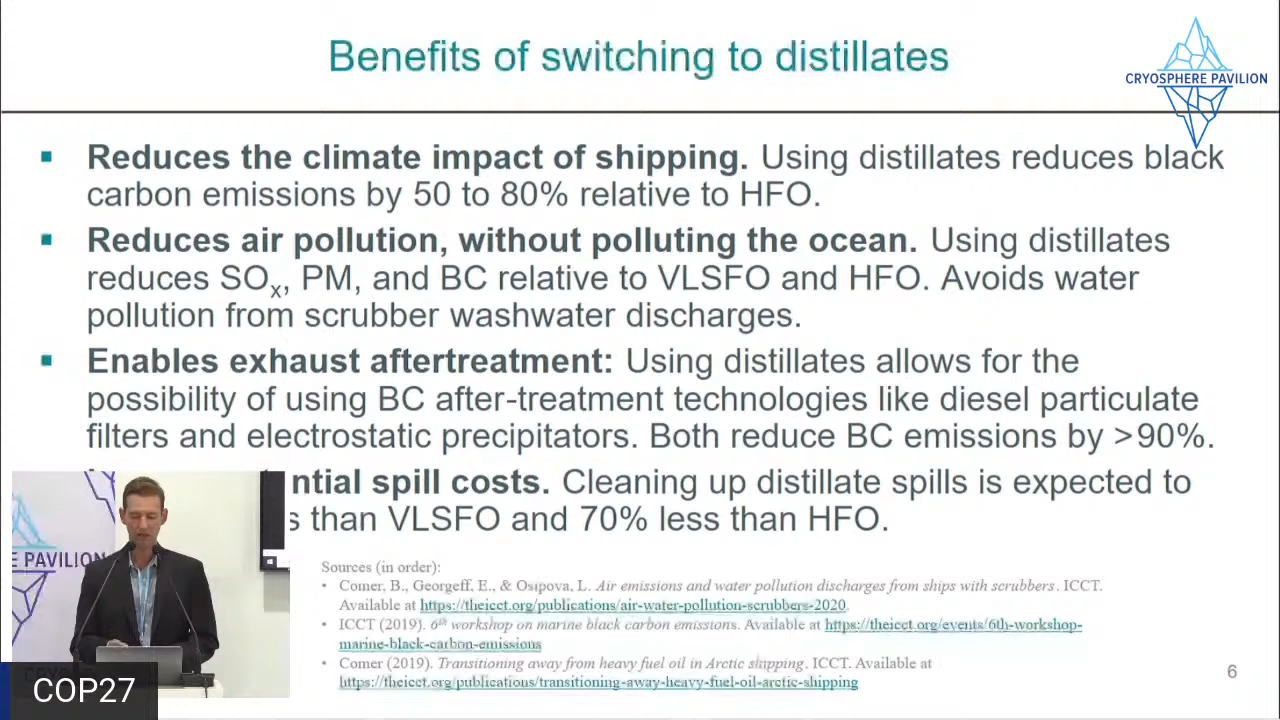 Benefits of switching to distillates
CRYOSPHERE PAVILION
▪ Reduces the climate impact of shipping. Using distillates reduces black
carbon emissions by 50 to 80% relative to HFO.
▪ Reduces air pollution, without polluting the ocean. Using distillates
reduces SOx, PM, and BC relative to VLSFO and HFO. Avoids water
pollution from scrubber washwater discharges.
▪ Enables exhaust aftertreatment: Using distillates allows for the
possibility of using BC after-treatment technologies like diesel particulate
filters and electrostatic precipitators. Both reduce BC emissions by >90%.
ntial spill costs. Cleaning up distillate spills is expected to
s than VLSFO and 70% less than HFO.
Sources (in order):
• Comer, B., Georgeff, E., & Osipova, L. Air emissions and water pollution discharges from ships with scrubbers. ICCT.
Available at https://theicct.org/publications/air-water-pollution-scrubbers-2020.
• ICCT (2019). 6th workshop on marine black carbon emissions. Available at https://theicct.org/events/6th-workshop-
marine-black-carbon-emissions
• Comer (2019). Transitioning away from heavy fuel oil in Arctic shipping. ICCT. Available at
https://theicct.org/publications/transitioning-away-heavy-fuel-oil-arctic-shipping
6
E PAVILION
COP27